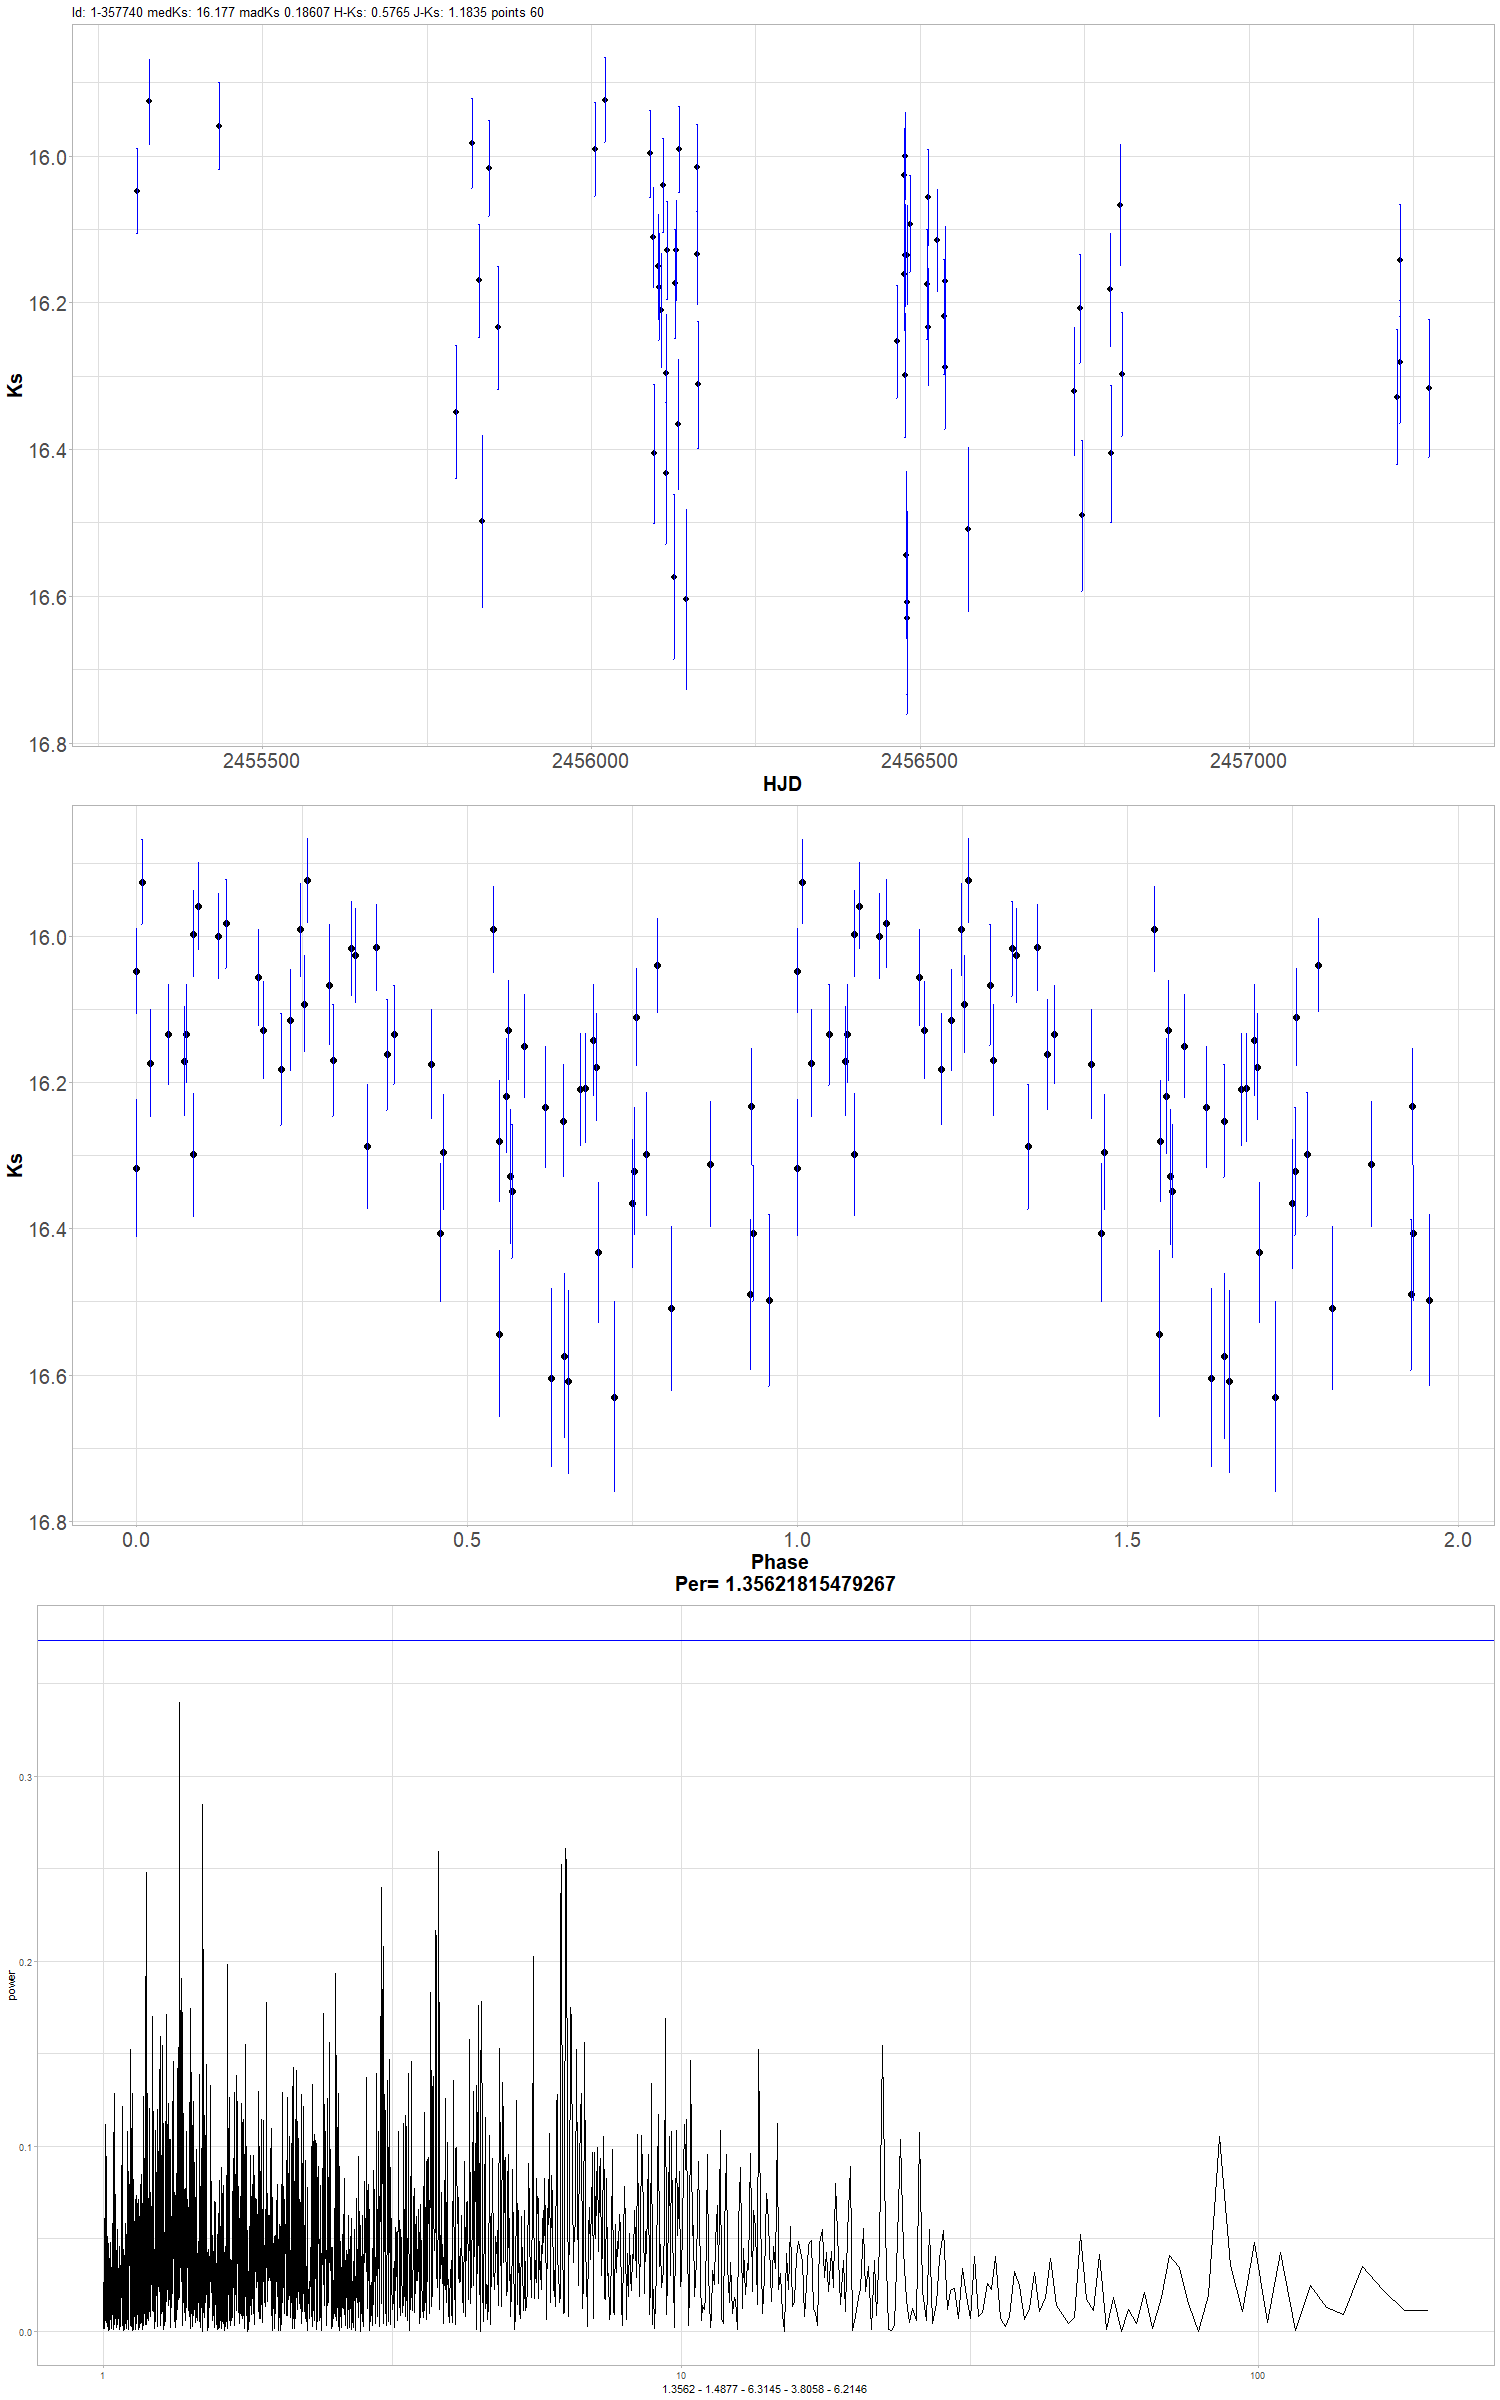 Id: 1-357740 medKs: 16.177 madKs 0.18607 H-Ks: 0.5765 J-Ks: 1.1835 points 60
16.0
16.2
Ks
16.4
16.6
16.8
2455500 2456000 2456500 2457000
HJD
16.0
16.2
Ks
16.4
16.6
16.8
0.0 0.5 1.0 1.5 2.0
Phase
Per= 1.35621815479267
0.3
0.2
power
0.1
0.0
1 10 100
1.3562 - 1.4877 - 6.3145 - 3.8058 - 6.2146